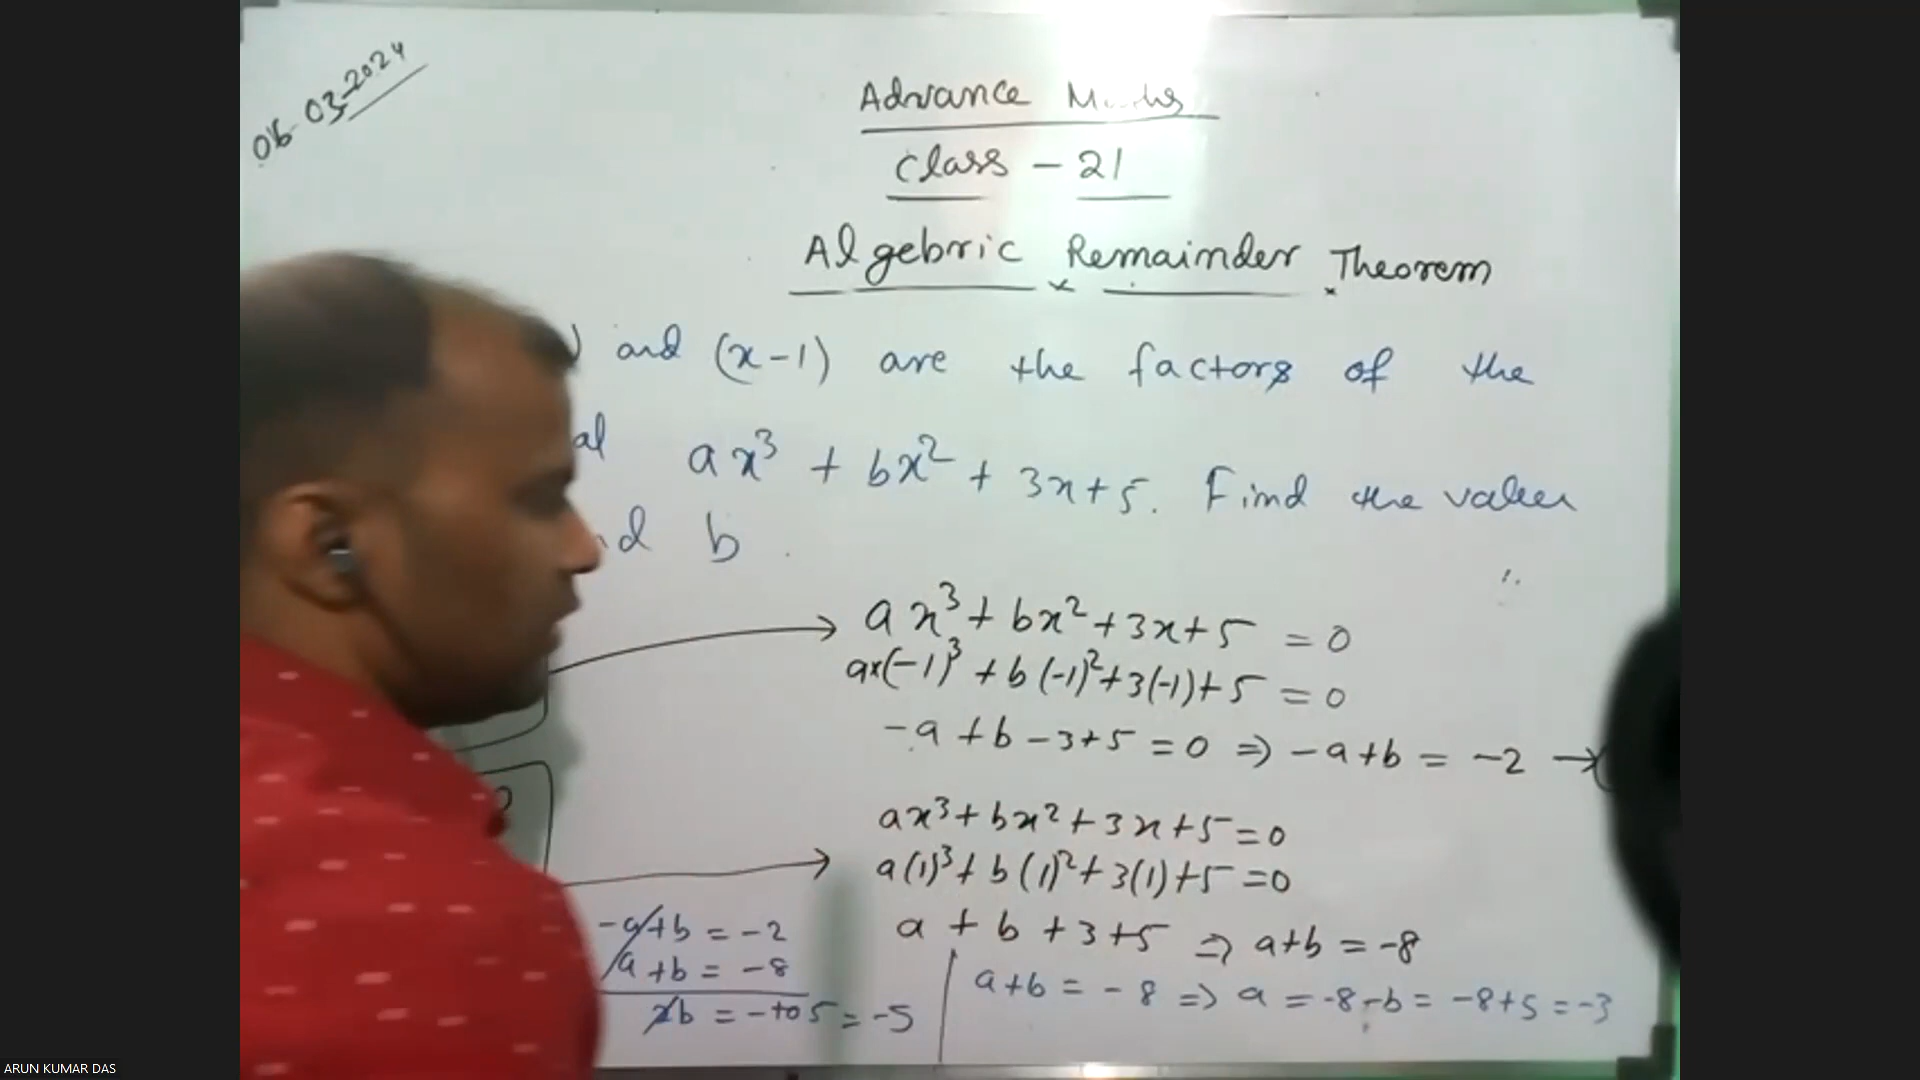 06-03-2024
Advance Maths
Class - 21
Algebric Remainder Theorem
) and (x-1) are the factors of the
al ax³ + bx² + 3x+5. Find the value
nd b.
ax³ + bx² + 3x + 5 = 0
a×(-1)³ + b(-1)² + 3(-1) + 5 = 0
-a + b - 3 + 5 = 0 ⇒ -a + b = -2 →
ax³ + bx² + 3x + 5 = 0
a(1)³ + b(1)² + 3(1) + 5 = 0
a + b + 3 + 5 ⇒ a+b = -8
-a+b = -2
a+b = -8
2b = -10 5 = -5
a+b = -8 ⇒ a = -8-b = -8+5 = -3
ARUN KUMAR DAS